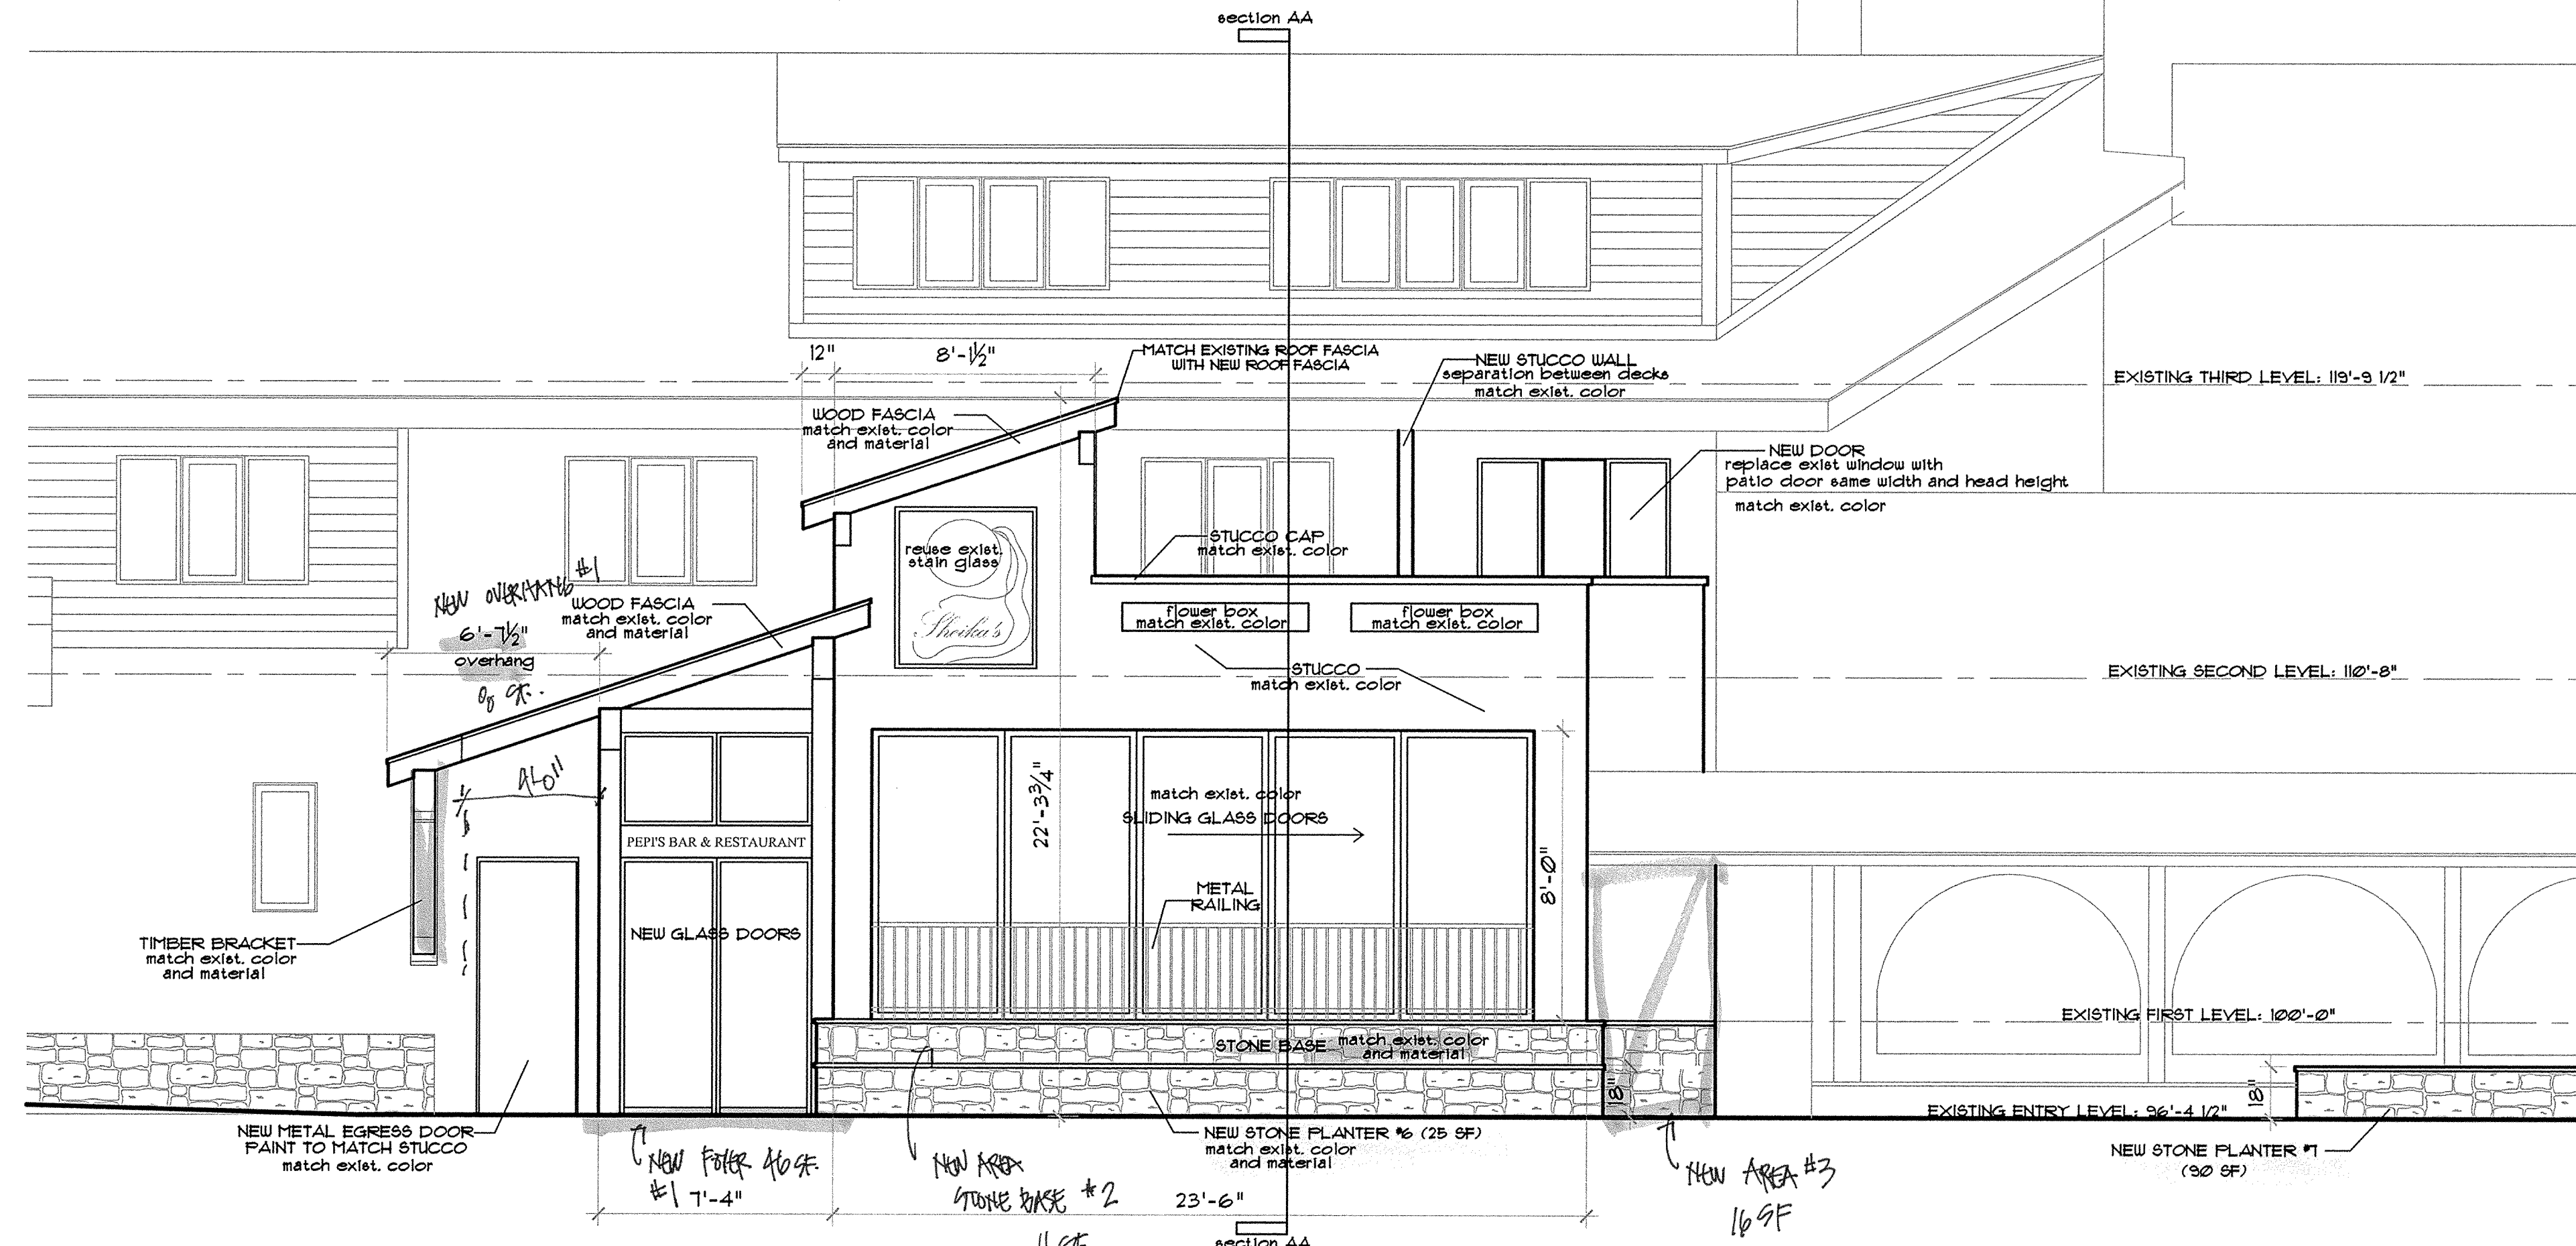 section AA
12"
8'-1½"
MATCH EXISTING ROOF FASCIA
WITH NEW ROOF FASCIA
NEW STUCCO WALL
separation between decks
match exist. color
EXISTING THIRD LEVEL: 119'-9 1/2"
WOOD FASCIA
match exist. color
and material
NEW DOOR
replace exist window with
patio door same width and head height
match exist. color
reuse exist.
stain glass
Sheika's
STUCCO CAP
match exist. color
NEW OVERHANG #1
6'-7½"
overhang
WOOD FASCIA
match exist. color
and material
flower box
match exist. color
flower box
match exist. color
STUCCO
match exist. color
EXISTING SECOND LEVEL: 110'-8"
22'-3¾"
match exist. color
SLIDING GLASS DOORS
8'-0"
PEPI'S BAR & RESTAURANT
METAL
RAILING
NEW GLASS DOORS
TIMBER BRACKET
match exist. color
and material
EXISTING FIRST LEVEL: 100'-0"
STONE BASE match exist. color
and material
18"
18"
EXISTING ENTRY LEVEL: 96'-4 1/2"
NEW METAL EGRESS DOOR
PAINT TO MATCH STUCCO
match exist. color
NEW FOYER 46 SF.
#1 7'-4"
NEW AREA
STONE BASE #2
NEW STONE PLANTER #6 (25 SF)
match exist. color
and material
23'-6"
NEW AREA #3
16 SF
NEW STONE PLANTER #7
(90 SF)
section AA